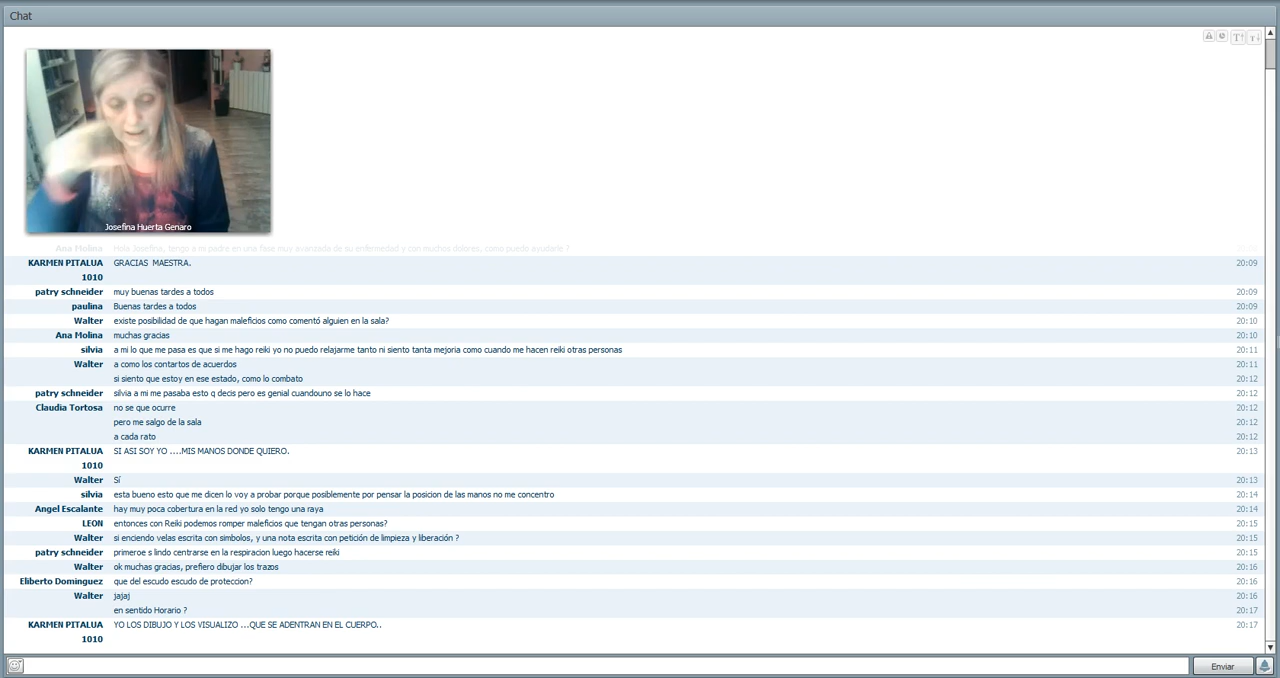 Chat
Josefina Huerta Genaro
Ana Molina Hola Josefina, tengo a mi padre en una fase muy avanzada de su enfermedad y con muchos dolores, como puedo ayudarle ?
KARMEN PITALUA 1010 GRACIAS MAESTRA. 20:09
patry schneider muy buenas tardes a todos 20:09
paulina Buenas tardes a todos 20:09
Walter existe posibilidad de que hagan maleficios como comentó alguien en la sala? 20:10
Ana Molina muchas gracias 20:10
silvia a mi lo que me pasa es que si me hago reiki yo no puedo relajarme tanto ni siento tanta mejoria como cuando me hacen reiki otras personas 20:11
Walter a como los contartos de acuerdos 20:11
si siento que estoy en ese estado, como lo combato 20:12
patry schneider silvia a mi me pasaba esto q decis pero es genial cuandouno se lo hace 20:12
Claudia Tortosa no se que ocurre 20:12
pero me salgo de la sala 20:12
a cada rato 20:12
KARMEN PITALUA 1010 SI ASI SOY YO ....MIS MANOS DONDE QUIERO. 20:13
Walter Sí 20:13
silvia esta bueno esto que me dicen lo voy a probar porque posiblemente por pensar la posicion de las manos no me concentro 20:14
Angel Escalante hay muy poca cobertura en la red yo solo tengo una raya 20:14
LEON entonces con Reiki podemos romper maleficios que tengan otras personas? 20:15
Walter si enciendo velas escrita con simbolos, y una nota escrita con petición de limpieza y liberación ? 20:15
patry schneider primeroe s lindo centrarse en la respiracion luego hacerse reiki 20:15
Walter ok muchas gracias, prefiero dibujar los trazos 20:16
Eliberto Dominguez que del escudo escudo de proteccion? 20:16
Walter jajaj 20:16
en sentido Horario ? 20:17
KARMEN PITALUA 1010 YO LOS DIBUJO Y LOS VISUALIZO ...QUE SE ADENTRAN EN EL CUERPO.. 20:17
Enviar